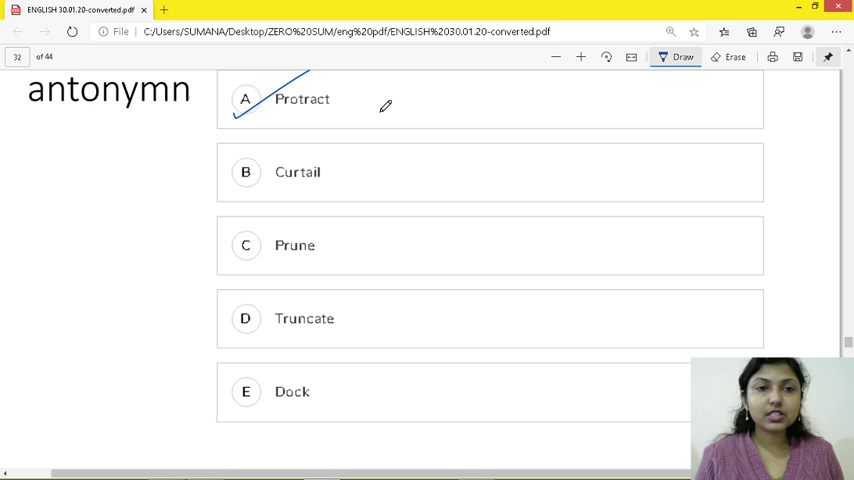 ENGLISH 30.01.20-converted.pdf
File
C:/Users/SUMANA/Desktop/ZERO%20SUM/eng%20pdf/ENGLISH%2030.01.20-converted.pdf
32 of 44
Draw
Erase
antonymn
A Protract
B Curtail
C Prune
D Truncate
E Dock